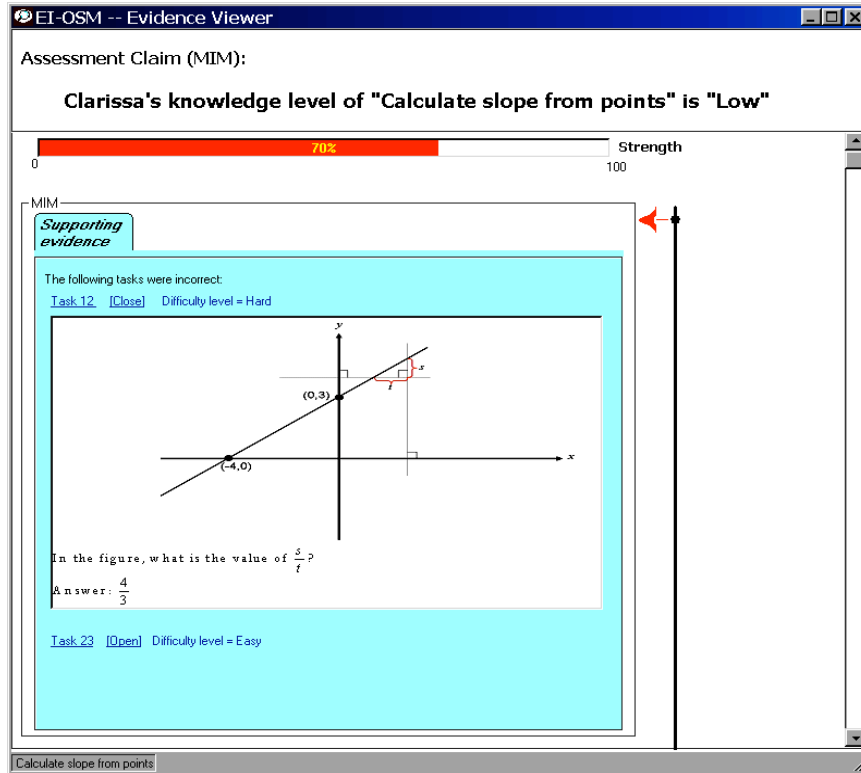 EI-OSM -- Evidence Viewer
Assessment Claim (MIM):
Clarissa's knowledge level of "Calculate slope from points" is "Low"
70%
Strength
0
100
MIM
Supporting
evidence
The following tasks were incorrect:
Task 12 [Close] Difficulty level = Hard
y
s
t
(0,3)
x
(-4,0)
In the figure, what is the value of s/t?
Answer: 4/3
Task 23 [Open] Difficulty level = Easy
Calculate slope from points